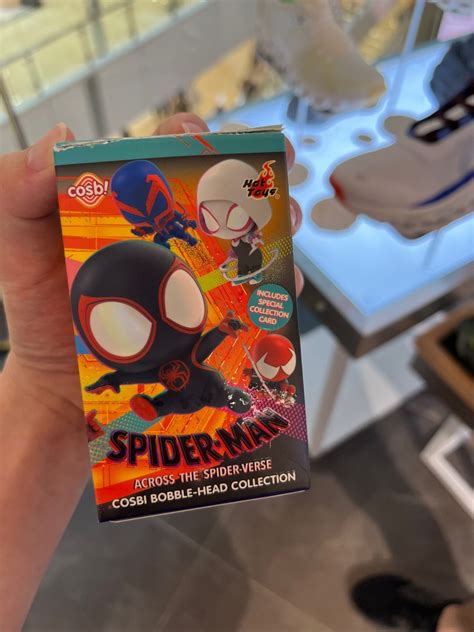 cosb!
Hot
Toys
INCLUDES
SPECIAL
COLLECTION
CARD
SPIDER-MAN
ACROSS THE SPIDER-VERSE
COSBI BOBBLE-HEAD COLLECTION